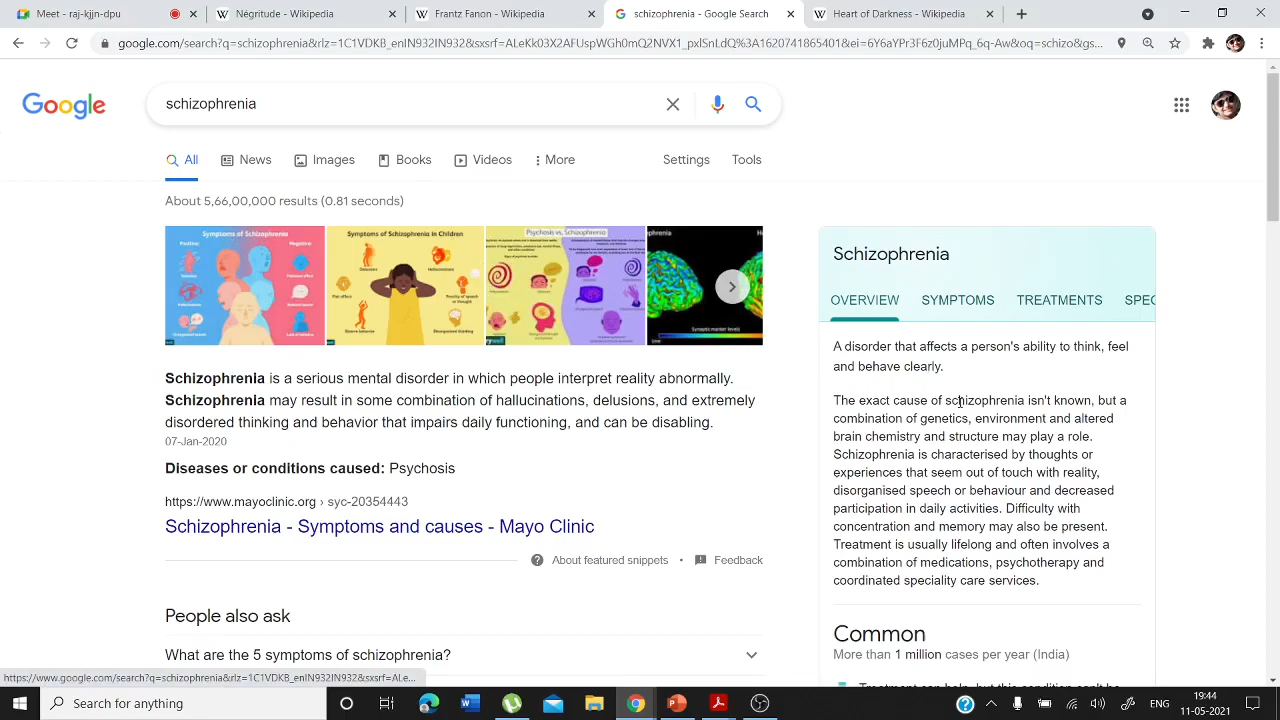 Meet - raj-ijn-dpd
Négritude - Wikipedia
Frantz Fanon - Wikipedia
schizophrenia - Google Search
Heart of Darkness - Wikipedia
google.com/search?q=schizophrenia&rlz=1C1VDKB_enIN932IN932&sxsrf=ALeKk03X2AFUspWGh0mQ2NVX1_pxlSnLdQ%3A1620741865401&ei=6Y6aYPr3F6z0juMPq_6q-Aw&oq=schizo&gs...
Google
schizophrenia
All News Images Books Videos More Settings Tools
About 5,66,00,000 results (0.81 seconds)
Symptoms of Schizophrenia
Symptoms of Schizophrenia in Children
Psychosis vs. Schizophrenia
Synaptic marker levels
Schizophrenia is a serious mental disorder in which people interpret reality abnormally.
Schizophrenia may result in some combination of hallucinations, delusions, and extremely
disordered thinking and behavior that impairs daily functioning, and can be disabling.
07-Jan-2020
Diseases or conditions caused: Psychosis
https://www.mayoclinic.org › syc-20354443
Schizophrenia - Symptoms and causes - Mayo Clinic
About featured snippets • Feedback
People also ask
What are the 5 symptoms of schizophrenia?
Schizophrenia
OVERVIEW SYMPTOMS TREATMENTS SPEC
A disorder that affects a person's ability to think, feel
and behave clearly.
The exact cause of schizophrenia isn't known, but a
combination of genetics, environment and altered
brain chemistry and structure may play a role.
Schizophrenia is characterised by thoughts or
experiences that seem out of touch with reality,
disorganised speech or behaviour and decreased
participation in daily activities. Difficulty with
concentration and memory may also be present.
Treatment is usually lifelong and often involves a
combination of medications, psychotherapy and
coordinated speciality care services.
Common
More than 1 million cases per year (India)
https://www.google.com/search?q=schizophrenia&rlz=1C1VDKB_enIN932IN932&sxsrf=ALe...
Type here to search
ENG
19:44
11-05-2021